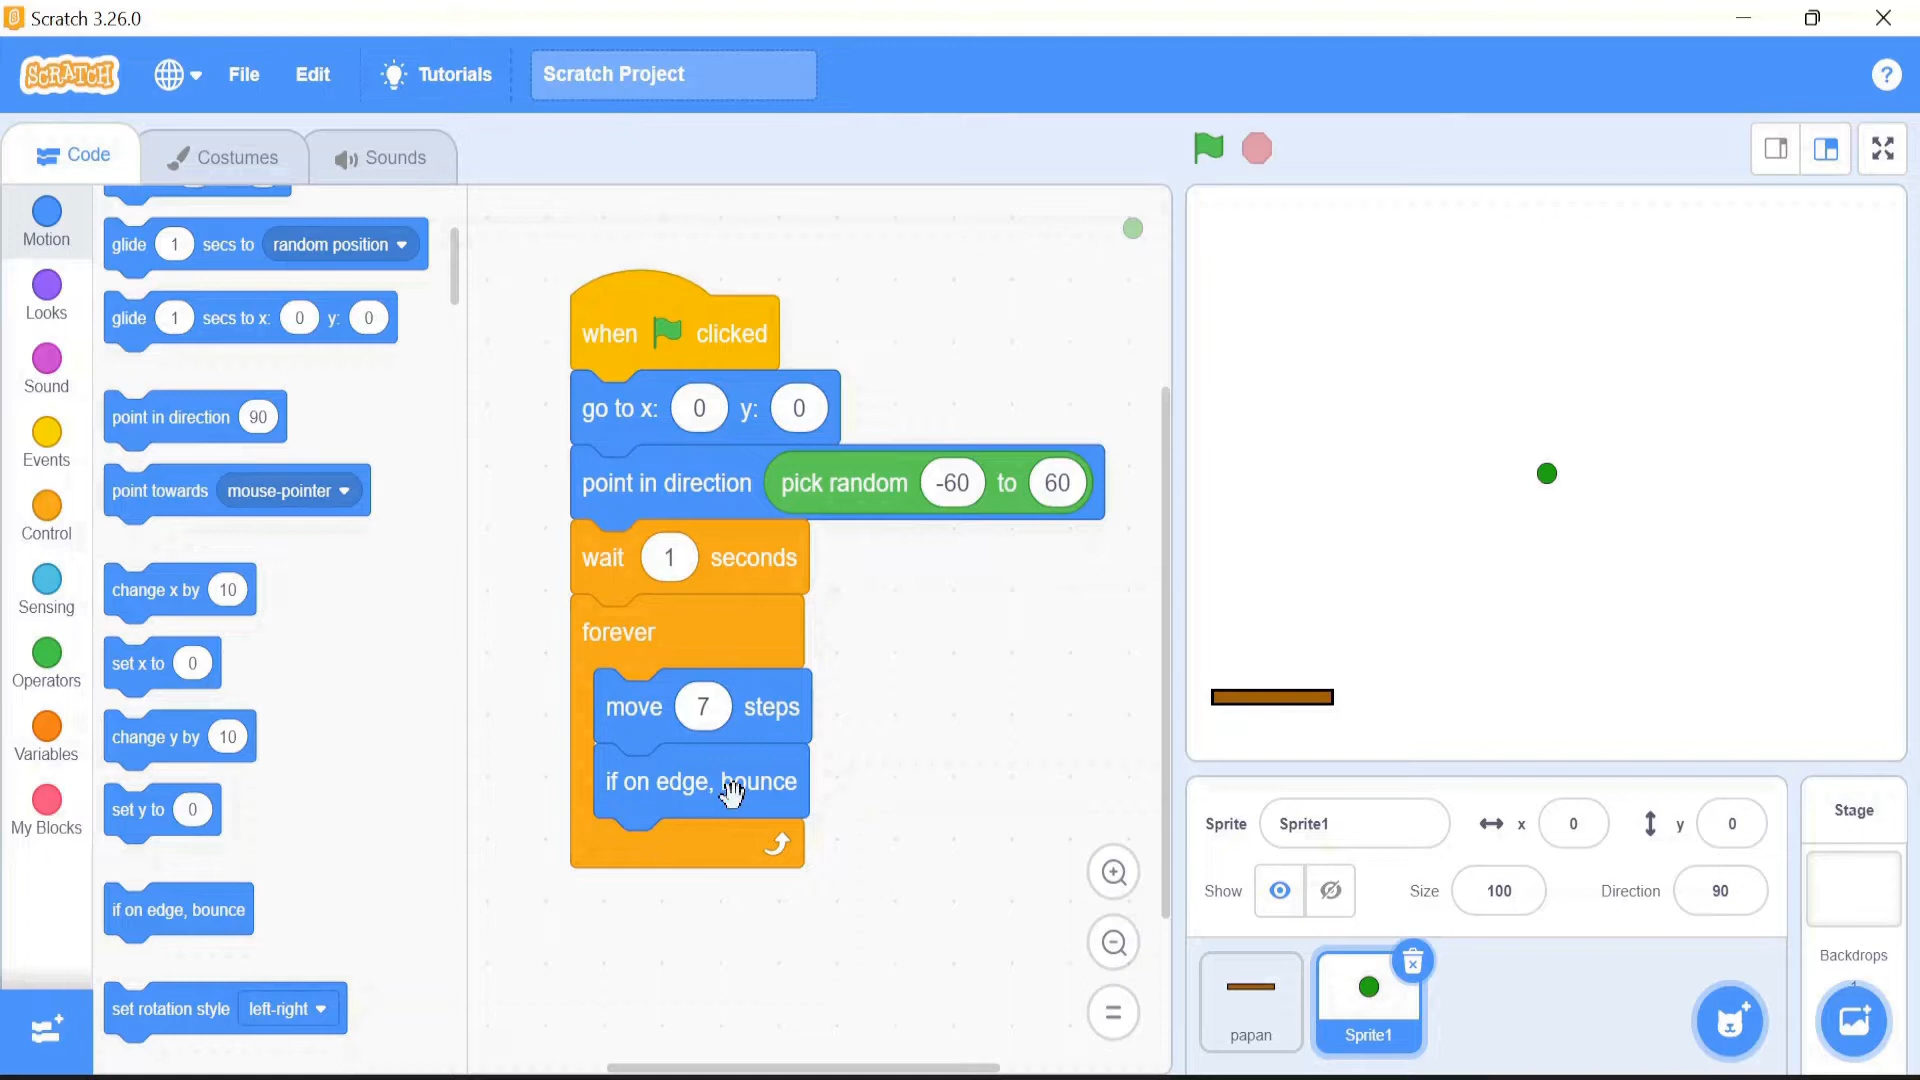 Scratch 3.26.0
SCRATCH File Edit Tutorials Scratch Project ?
Code Costumes Sounds
Motion
Looks
Sound
Events
Control
Sensing
Operators
Variables
My Blocks
glide 1 secs to random position
glide 1 secs to x: 0 y: 0
point in direction 90
point towards mouse-pointer
change x by 10
set x to 0
change y by 10
set y to 0
if on edge, bounce
set rotation style left-right
when clicked
go to x: 0 y: 0
point in direction pick random -60 to 60
wait 1 seconds
forever
move 7 steps
if on edge, bounce
Sprite Sprite1 x 0 y 0
Show Size 100 Direction 90
papan
Sprite1
Stage
Backdrops